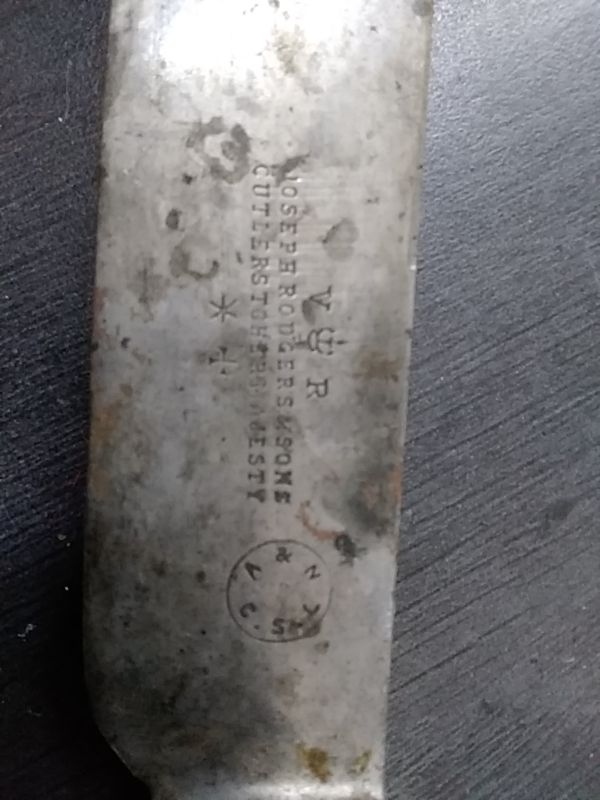 V R
JOSEPH RODGERS & SONS
CUTLERS TO HER MAJESTY
A & N